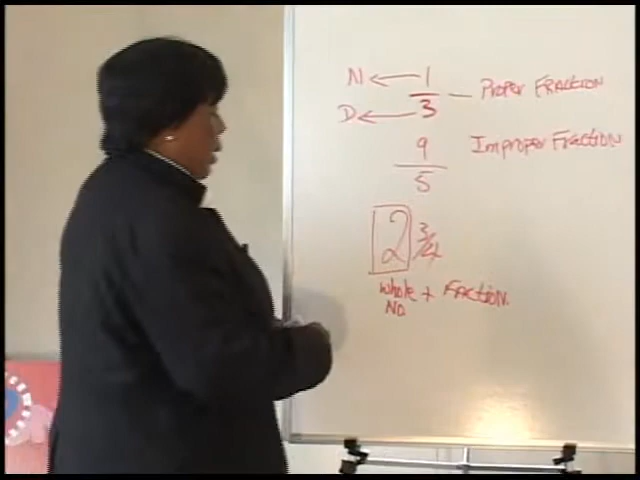 N ← 1
D ← 3 — Proper Fraction
9 Improper Fraction
5
2 3/4
whole + Fraction
No.